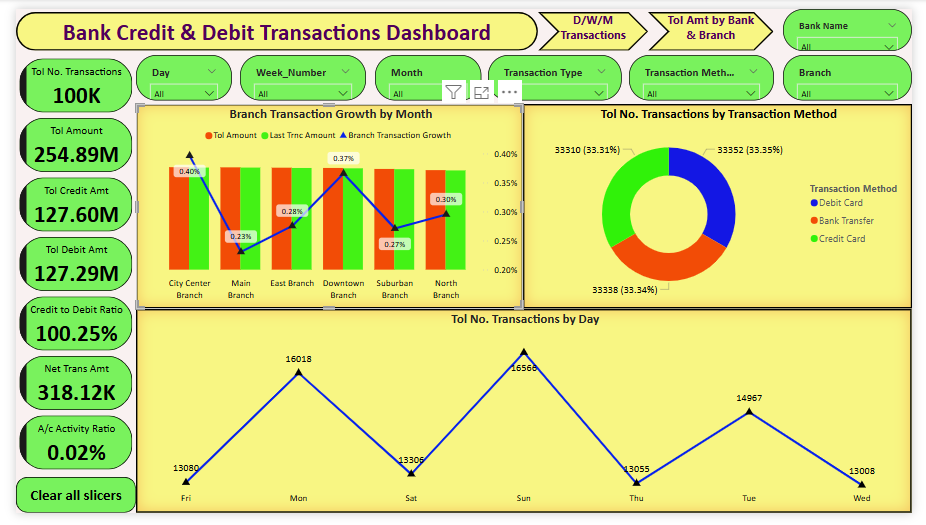 Bank Credit & Debit Transactions Dashboard
D/W/M
Transactions
Tol Amt by Bank
& Branch
Bank Name
All
Tol No. Transactions
100K
Day
All
Week_Number
All
Month
All
Transaction Type
All
Transaction Meth...
All
Branch
All
Tol Amount
254.89M
Tol Credit Amt
127.60M
Tol Debit Amt
127.29M
Credit to Debit Ratio
100.25%
Net Trans Amt
318.12K
A/c Activity Ratio
0.02%
Clear all slicers
Branch Transaction Growth by Month
Tol Amount Last Trnc Amount Branch Transaction Growth
0.40%
0.23%
0.28%
0.37%
0.27%
0.30%
0.40%
0.35%
0.30%
0.25%
0.20%
City Center
Branch
Main
Branch
East Branch
Downtown
Branch
Suburban
Branch
North
Branch
Tol No. Transactions by Transaction Method
33310 (33.31%)
33352 (33.35%)
33338 (33.34%)
Transaction Method
Debit Card
Bank Transfer
Credit Card
Tol No. Transactions by Day
13080
16018
13306
16566
13055
14967
13008
Fri Mon Sat Sun Thu Tue Wed